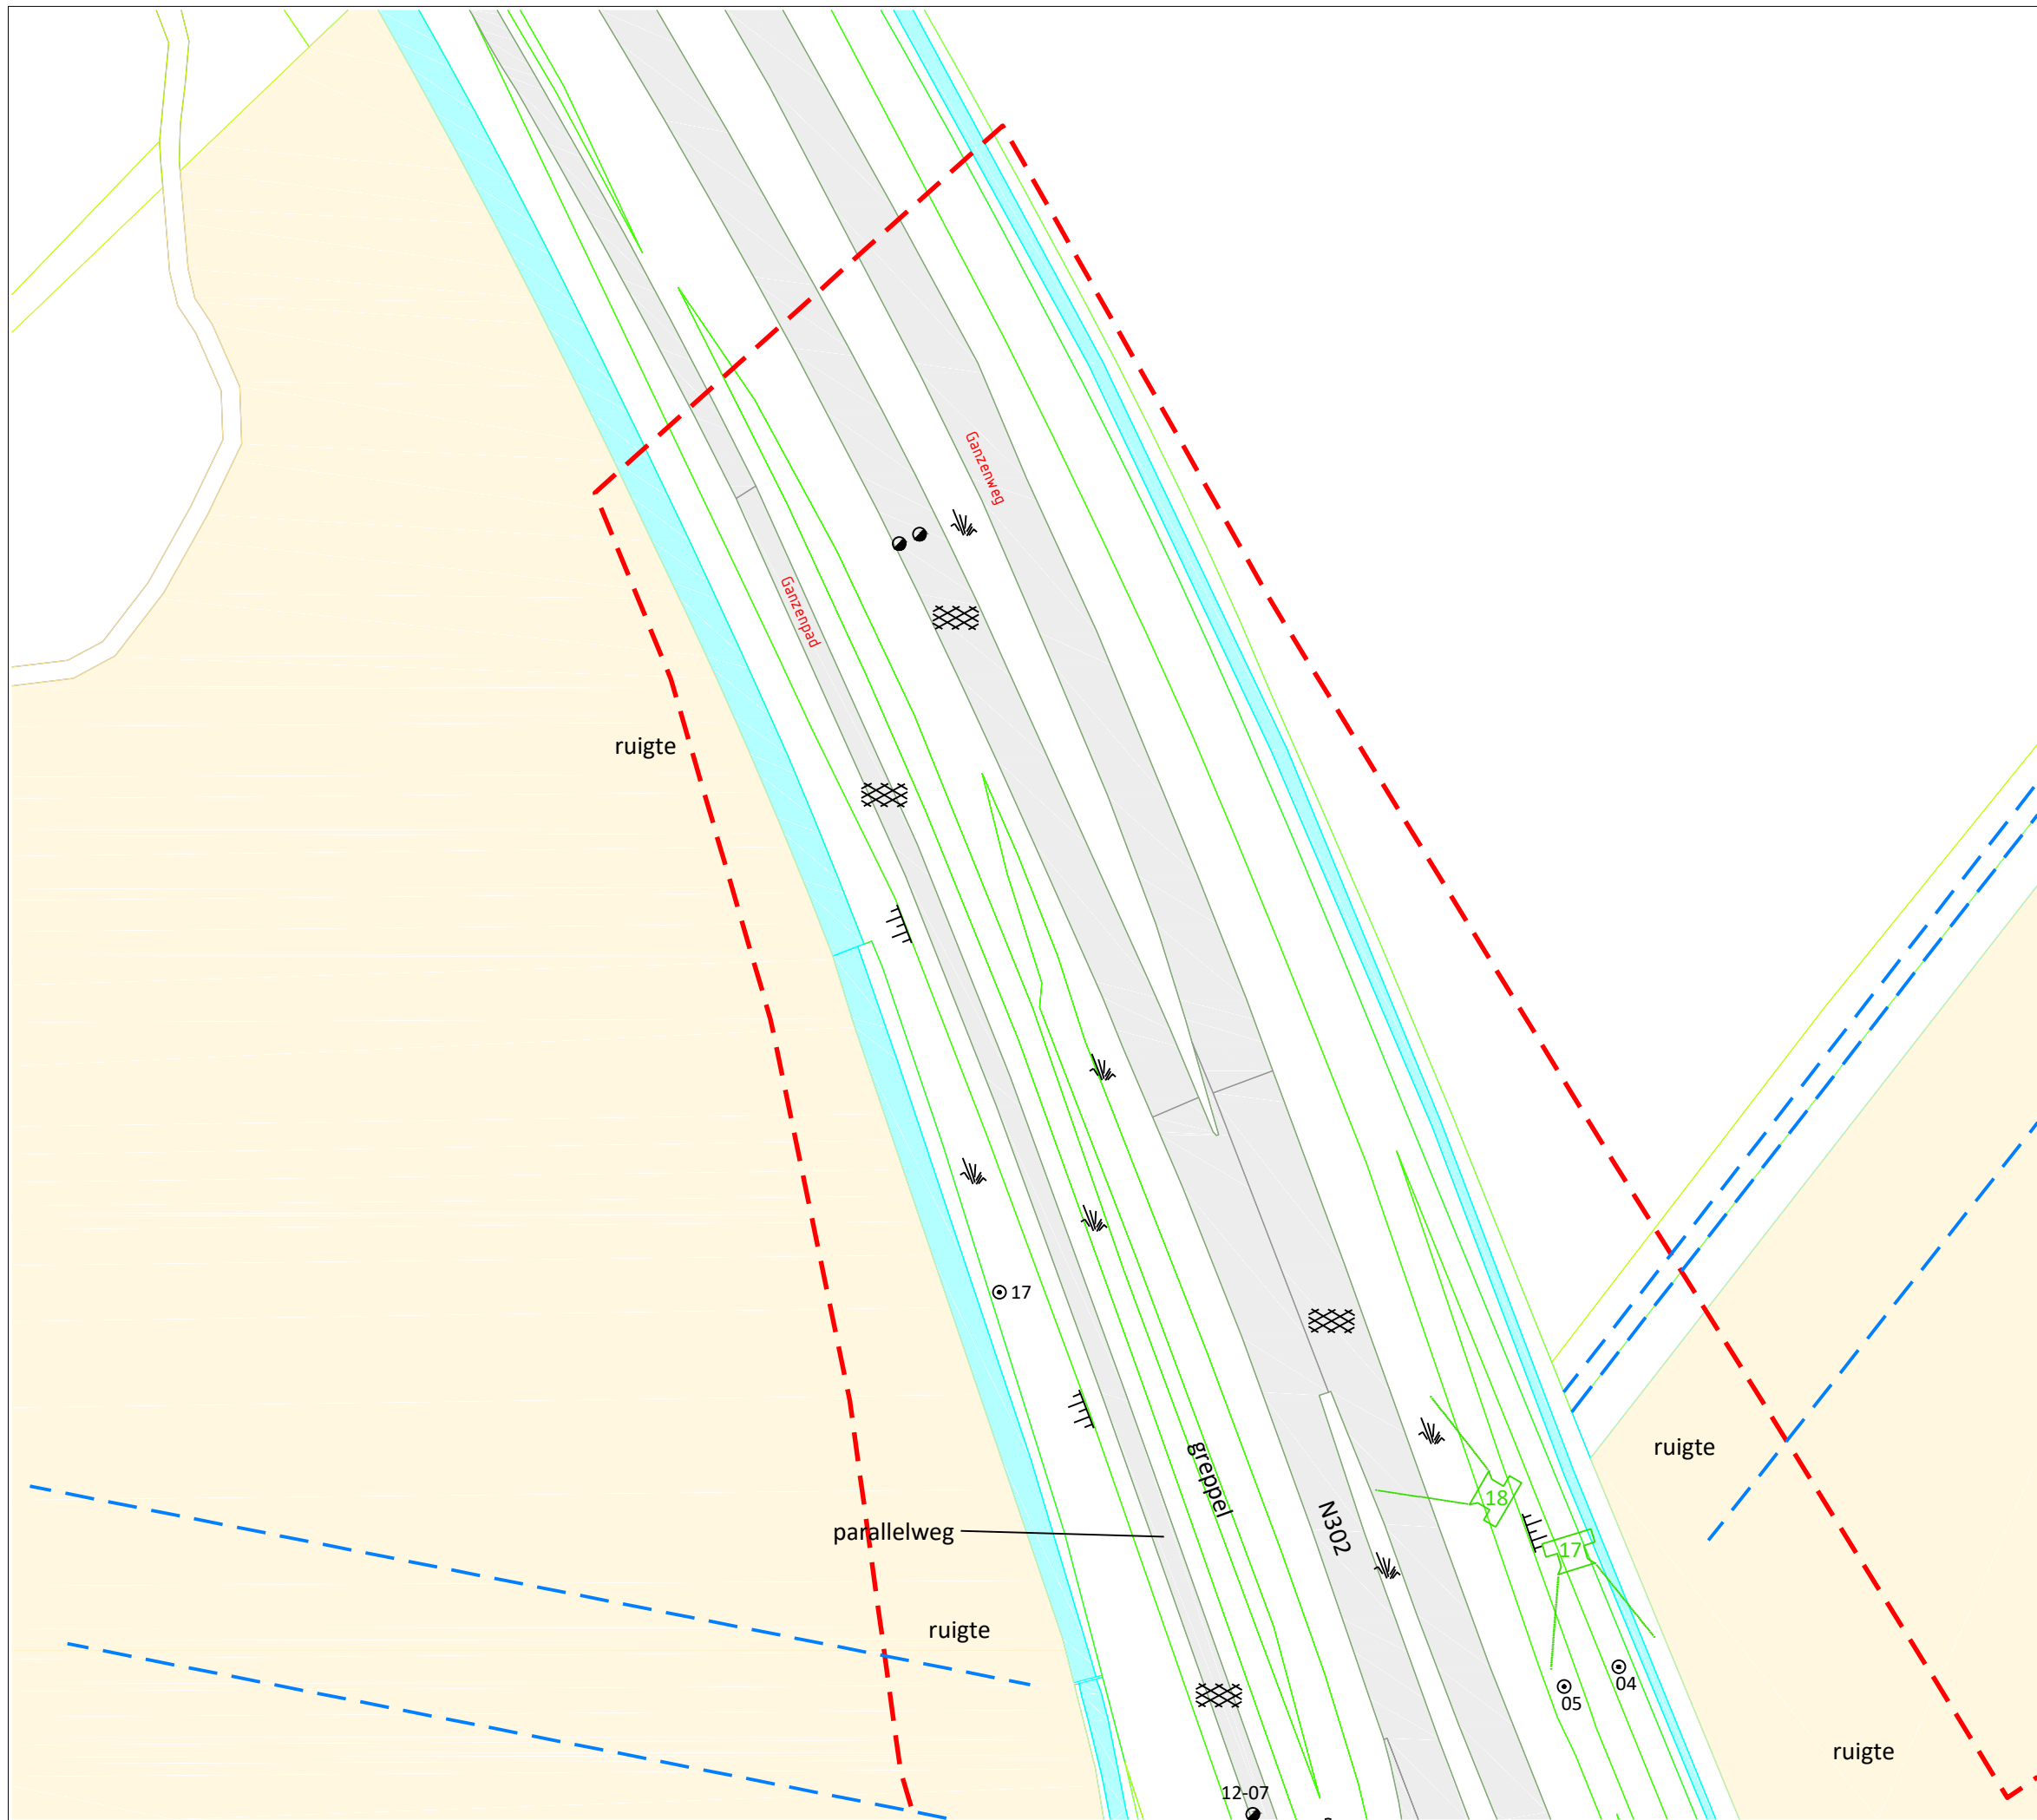 Ganzenweg
Ganzenpad
ruigte
17
greppel
ruigte
18
N302
parallelweg
17
ruigte
04
05
ruigte
12-07